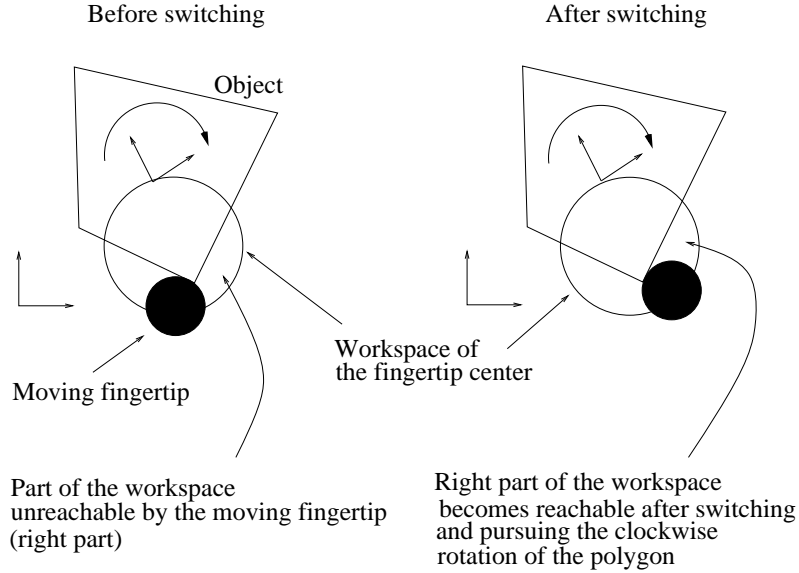 Before switching
After switching
Object
Workspace of
the fingertip center
Moving fingertip
Part of the workspace
unreachable by the moving fingertip
(right part)
Right part of the workspace
becomes reachable after switching
and pursuing the clockwise
rotation of the polygon